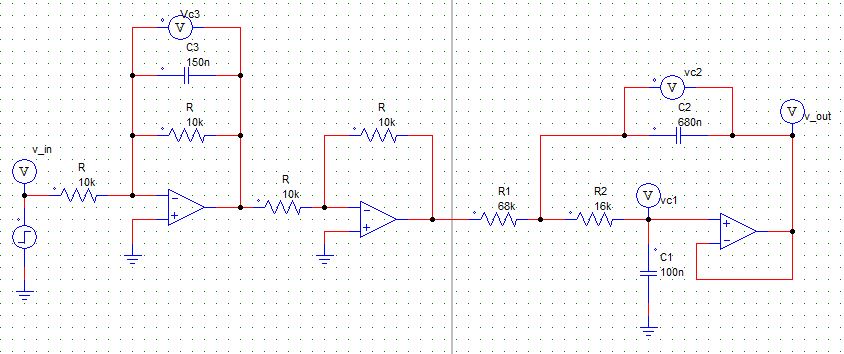 Vc3
V
C3
150n
R
10k
v_in
V
R
10k
R
10k
R
10k
R1
68k
R2
16k
vc2
V
C2
680n
V
v_out
V
vc1
C1
100n